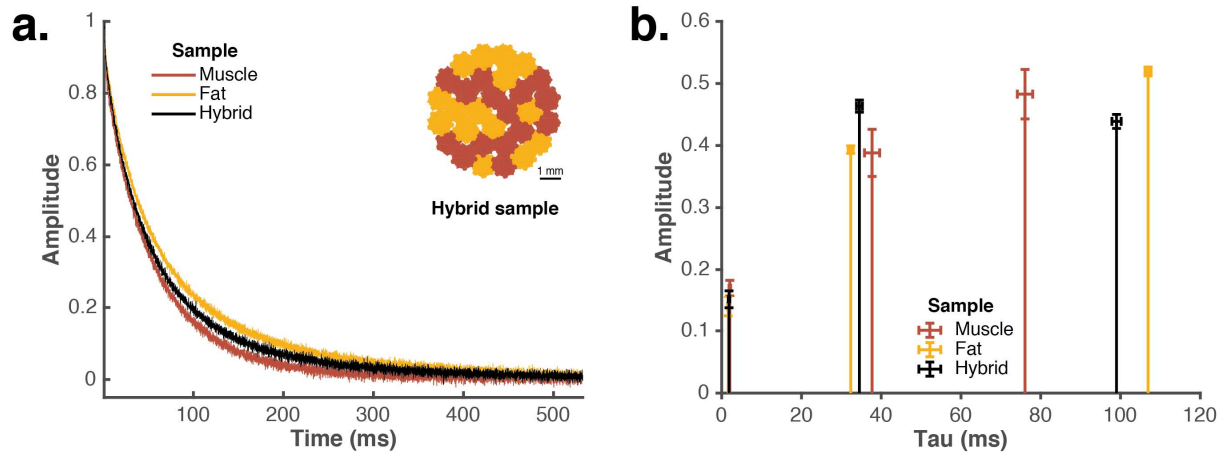 a.
Amplitude
1
0.8
0.6
0.4
0.2
0
100
200
300
400
500
Time (ms)
Sample
Muscle
Fat
Hybrid
1 mm
Hybrid sample
b.
Amplitude
0.6
0.5
0.4
0.3
0.2
0.1
0
0
20
40
60
80
100
120
Tau (ms)
Sample
Muscle
Fat
Hybrid